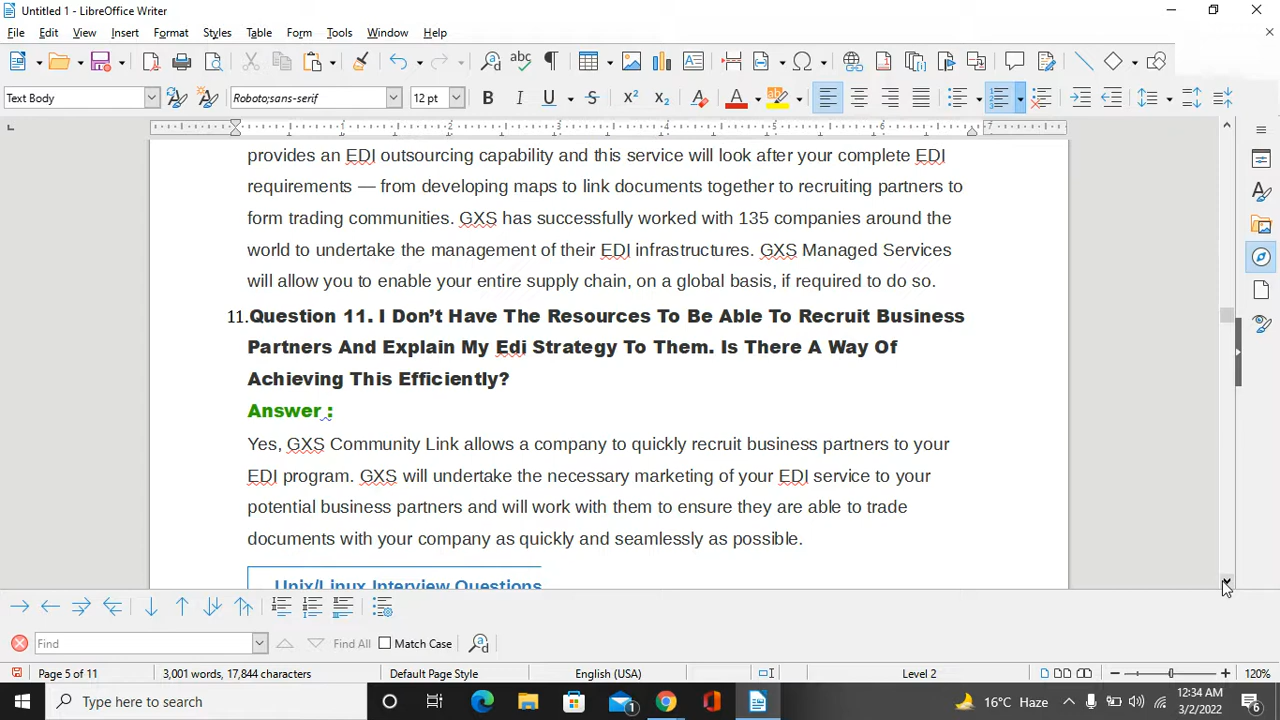 Untitled 1 - LibreOffice Writer
File Edit View Insert Format Styles Table Form Tools Window Help
Text Body
Roboto;sans-serif
12 pt
provides an EDI outsourcing capability and this service will look after your complete EDI
requirements — from developing maps to link documents together to recruiting partners to
form trading communities. GXS has successfully worked with 135 companies around the
world to undertake the management of their EDI infrastructures. GXS Managed Services
will allow you to enable your entire supply chain, on a global basis, if required to do so.
11. Question 11. I Don’t Have The Resources To Be Able To Recruit Business
Partners And Explain My Edi Strategy To Them. Is There A Way Of
Achieving This Efficiently?
Answer :
Yes, GXS Community Link allows a company to quickly recruit business partners to your
EDI program. GXS will undertake the necessary marketing of your EDI service to your
potential business partners and will work with them to ensure they are able to trade
documents with your company as quickly and seamlessly as possible.
Unix/Linux Interview Questions
Find
Find All
Match Case
Page 5 of 11
3,001 words, 17,844 characters
Default Page Style
English (USA)
Level 2
120%
Type here to search
16°C Haze
12:34 AM
3/2/2022